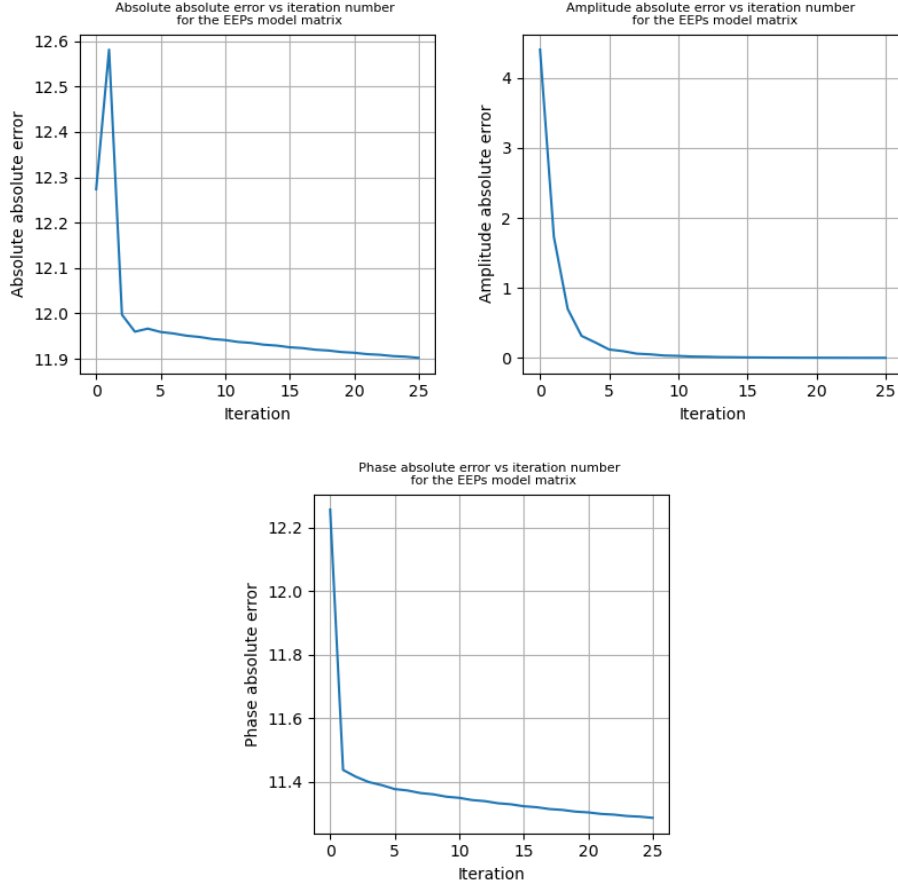 Absolute absolute error vs iteration number
for the EEPs model matrix
12.6
12.5
12.4
12.3
12.2
12.1
12.0
11.9
Absolute absolute error
0 5 10 15 20 25
Iteration
Amplitude absolute error vs iteration number
for the EEPs model matrix
4
3
2
1
0
Amplitude absolute error
0 5 10 15 20 25
Iteration
Phase absolute error vs iteration number
for the EEPs model matrix
12.2
12.0
11.8
11.6
11.4
Phase absolute error
0 5 10 15 20 25
Iteration